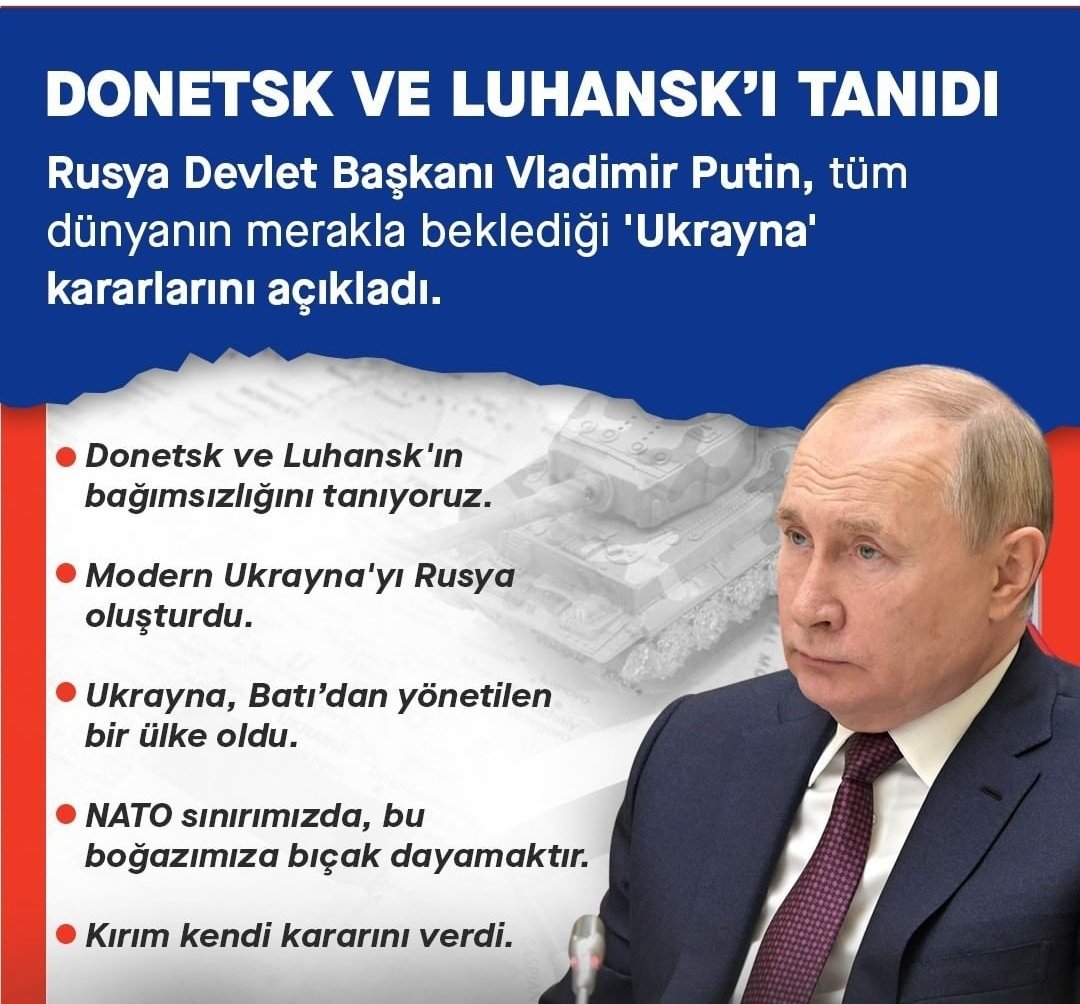 DONETSK VE LUHANSK’I TANIDI
Rusya Devlet Başkanı Vladimir Putin, tüm
dünyanın merakla beklediği 'Ukrayna'
kararlarını açıkladı.
Donetsk ve Luhansk'ın
bağımsızlığını tanıyoruz.
Modern Ukrayna'yı Rusya
oluşturdu.
Ukrayna, Batı’dan yönetilen
bir ülke oldu.
NATO sınırımızda, bu
boğazımıza bıçak dayamaktır.
Kırım kendi kararını verdi.